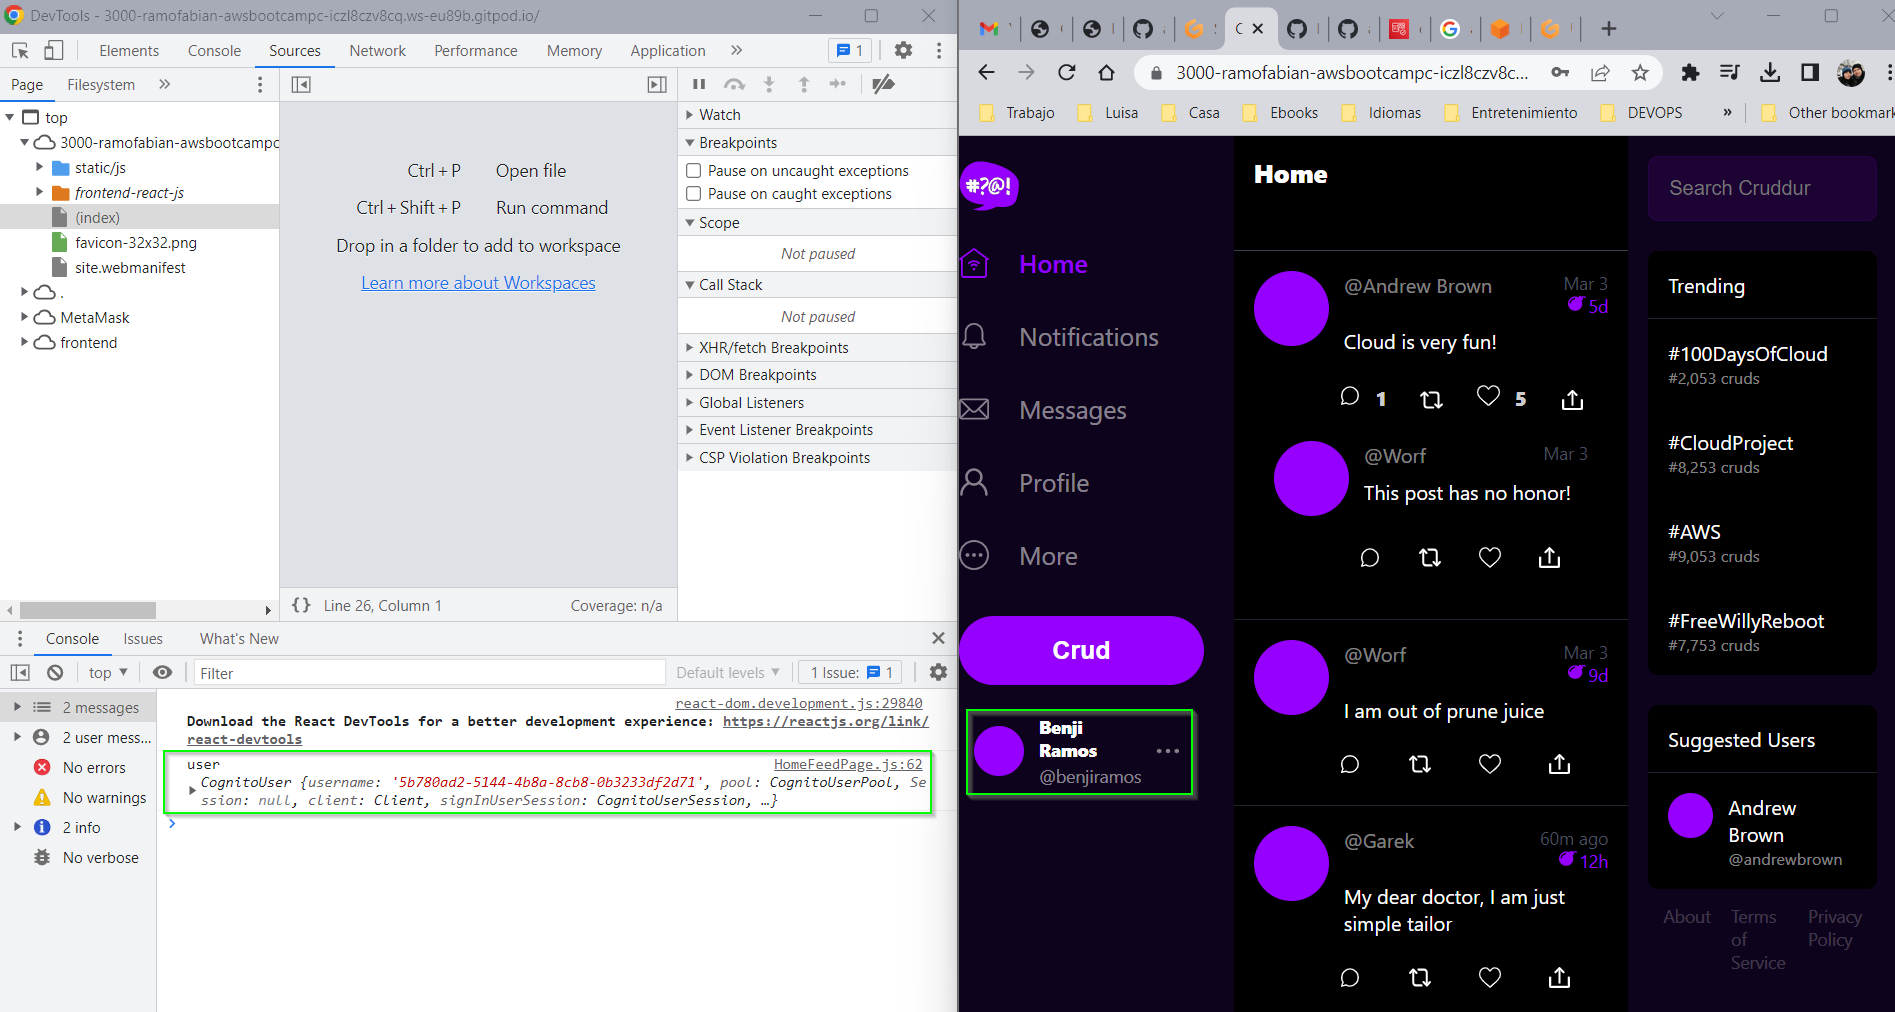 DevTools - 3000-ramofabian-awsbootcampc-iczl8czv8cq.ws-eu89b.gitpod.io/
Elements Console Sources Network Performance Memory Application » 1
Page Filesystem »
top
3000-ramofabian-awsbootcampc
static/js
frontend-react-js
(index)
favicon-32x32.png
site.webmanifest
.
MetaMask
frontend
Ctrl + P Open file
Ctrl + Shift + P Run command
Drop in a folder to add to workspace
Learn more about Workspaces
{} Line 26, Column 1 Coverage: n/a
Watch
Breakpoints
Pause on uncaught exceptions
Pause on caught exceptions
Scope
Not paused
Call Stack
Not paused
XHR/fetch Breakpoints
DOM Breakpoints
Global Listeners
Event Listener Breakpoints
CSP Violation Breakpoints
Console Issues What's New
top Filter Default levels 1 Issue: 1
2 messages
2 user mess...
No errors
No warnings
2 info
No verbose
react-dom.development.js:29840
Download the React DevTools for a better development experience: https://reactjs.org/link/
react-devtools
user HomeFeedPage.js:62
CognitoUser {username: '5b780ad2-5144-4b8a-8cb8-0b3233df2d71', pool: CognitoUserPool, Se
ssion: null, client: Client, signInUserSession: CognitoUserSession, …}
3000-ramofabian-awsbootcampc-iczl8czv8c...
Trabajo Luisa Casa Ebooks Idiomas Entretenimiento DEVOPS » Other bookmark
#?@!
Home
Notifications
Messages
Profile
More
Crud
Benji
Ramos
@benjiramos
...
Home
@Andrew Brown Mar 3
5d
Cloud is very fun!
1 5
@Worf Mar 3
This post has no honor!
@Worf Mar 3
9d
I am out of prune juice
@Garek 60m ago
12h
My dear doctor, I am just
simple tailor
Search Cruddur
Trending
#100DaysOfCloud
#2,053 cruds
#CloudProject
#8,253 cruds
#AWS
#9,053 cruds
#FreeWillyReboot
#7,753 cruds
Suggested Users
Andrew
Brown
@andrewbrown
About Terms Privacy
of Policy
Service